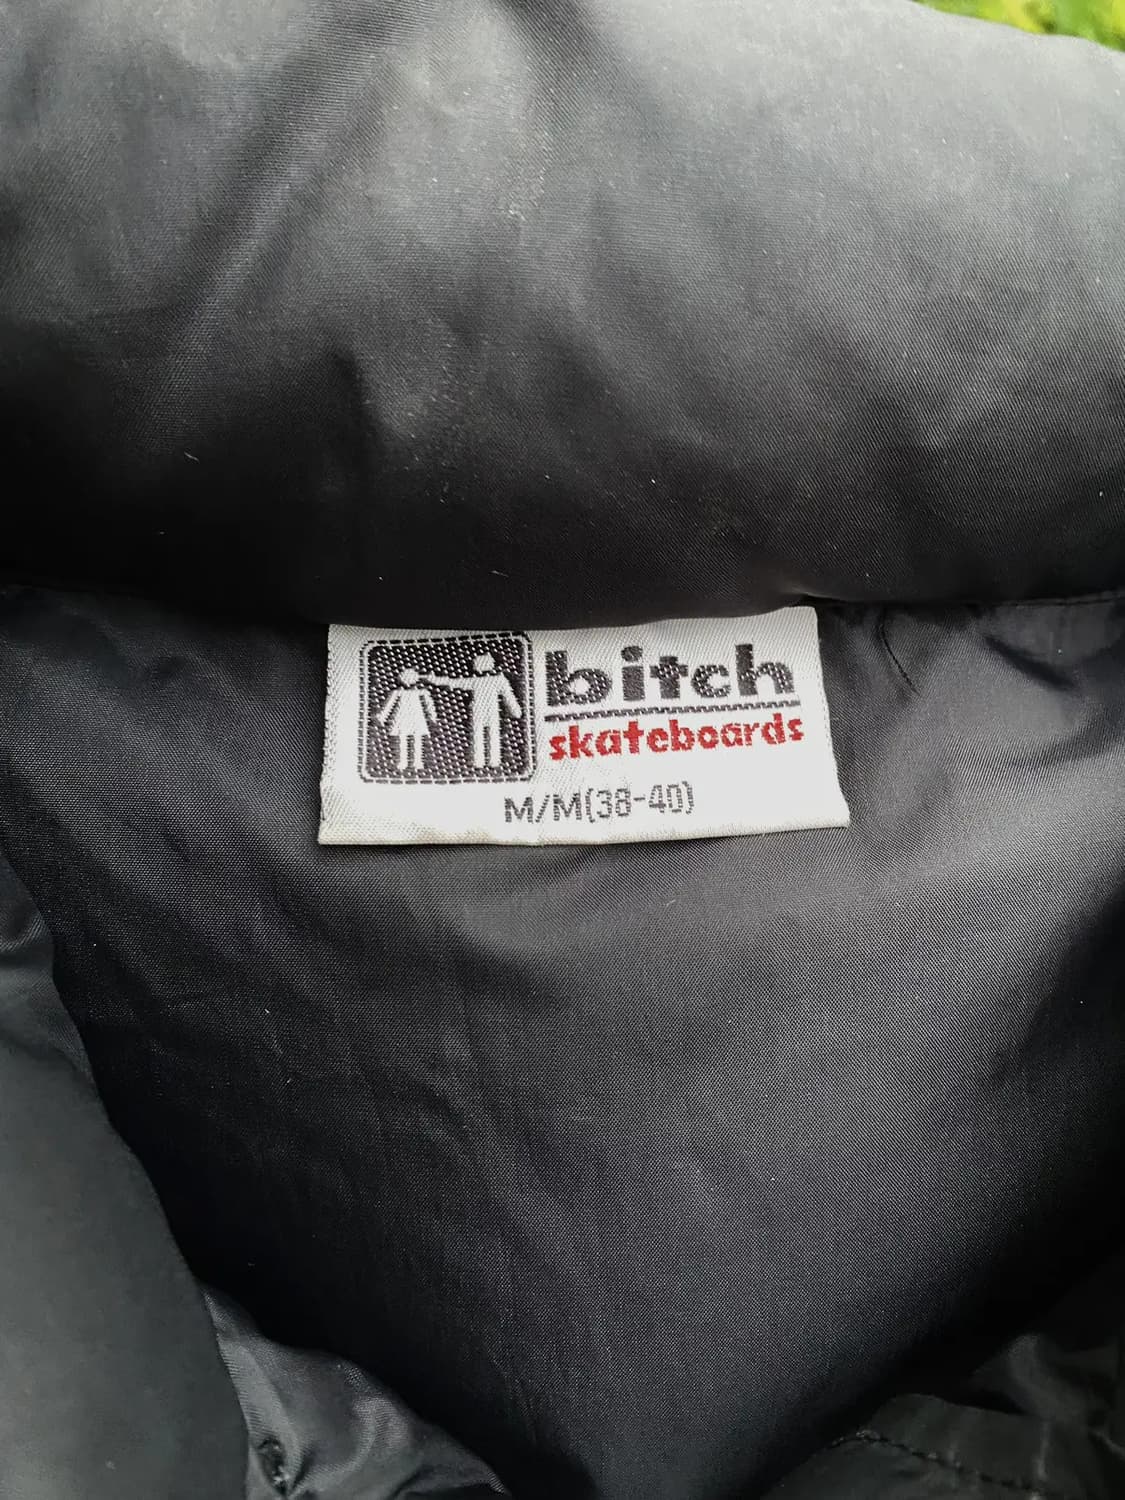 bitch
skateboards
M/M(38-40)